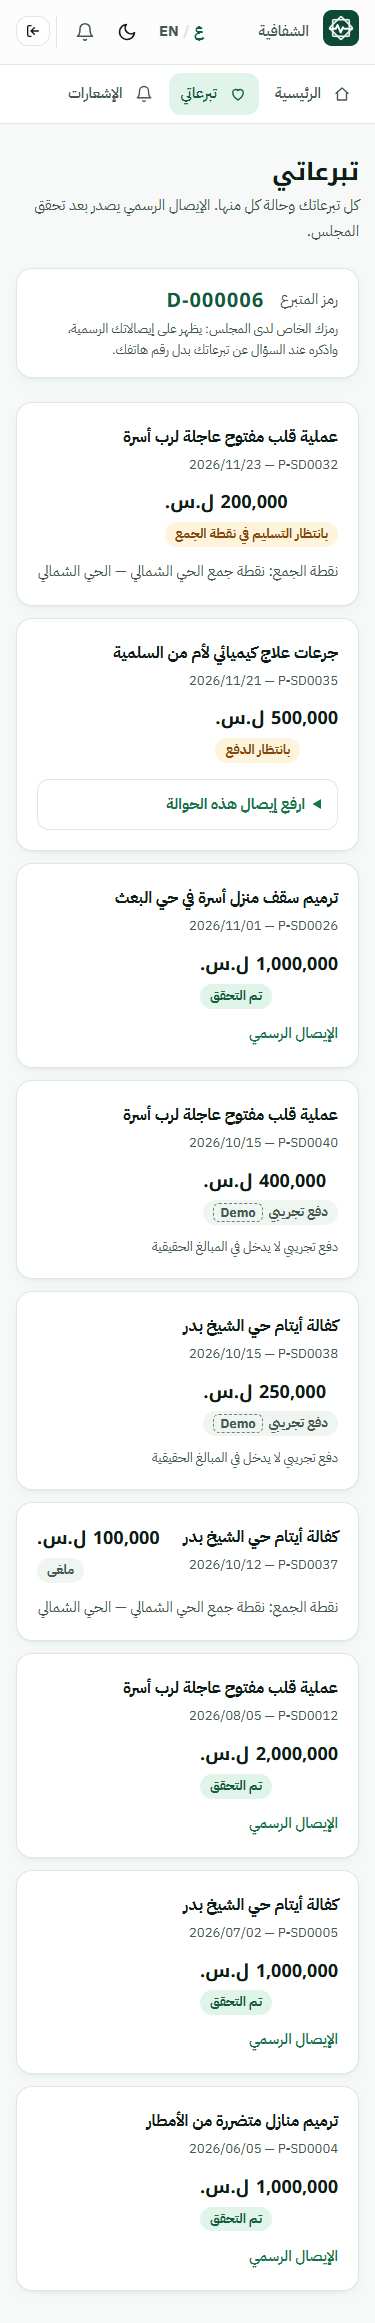 الشفافية
ع / EN
الرئيسية
تبرعاتي
الإشعارات
تبرعاتي
كل تبرعاتك وحالة كل منها. الإيصال الرسمي يصدر بعد تحقق
المجلس.
رمز المتبرع D-000006
رمزك الخاص لدى المجلس: يظهر على إيصالاتك الرسمية،
واذكره عند السؤال عن تبرعاتك بدل رقم هاتفك.
عملية قلب مفتوح عاجلة لرب أسرة
P-SD0032 — 2026/11/23
200,000 ل.س.
بانتظار التسليم في نقطة الجمع
نقطة الجمع: نقطة جمع الحي الشمالي — الحي الشمالي
جرعات علاج كيميائي لأم من السلمية
P-SD0035 — 2026/11/21
500,000 ل.س.
بانتظار الدفع
ارفع إيصال هذه الحوالة
ترميم سقف منزل أسرة في حي البعث
P-SD0026 — 2026/11/01
1,000,000 ل.س.
تم التحقق
الإيصال الرسمي
عملية قلب مفتوح عاجلة لرب أسرة
P-SD0040 — 2026/10/15
400,000 ل.س.
دفع تجريبي Demo
دفع تجريبي لا يدخل في المبالغ الحقيقية
كفالة أيتام حي الشيخ بدر
P-SD0038 — 2026/10/15
250,000 ل.س.
دفع تجريبي Demo
دفع تجريبي لا يدخل في المبالغ الحقيقية
كفالة أيتام حي الشيخ بدر
P-SD0037 — 2026/10/12
100,000 ل.س.
ملغى
نقطة الجمع: نقطة جمع الحي الشمالي — الحي الشمالي
عملية قلب مفتوح عاجلة لرب أسرة
P-SD0012 — 2026/08/05
2,000,000 ل.س.
تم التحقق
الإيصال الرسمي
كفالة أيتام حي الشيخ بدر
P-SD0005 — 2026/07/02
1,000,000 ل.س.
تم التحقق
الإيصال الرسمي
ترميم منازل متضررة من الأمطار
P-SD0004 — 2026/06/05
1,000,000 ل.س.
تم التحقق
الإيصال الرسمي